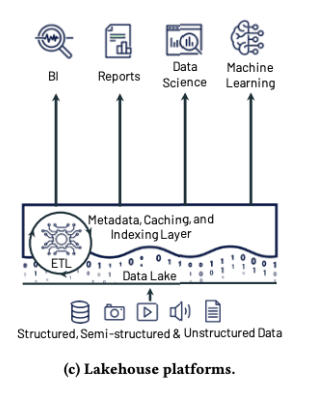 BI
Reports
Data
Science
Machine
Learning
Metadata, Caching, and
Indexing Layer
ETL
Data Lake
Structured, Semi-structured & Unstructured Data
(c) Lakehouse platforms.